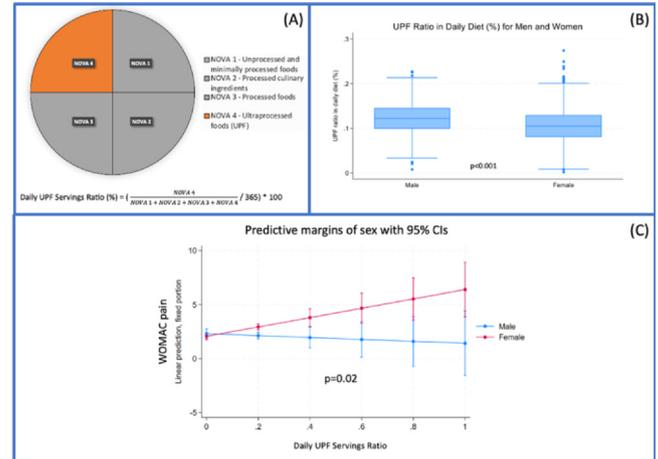 (A)
NOVA 4
NOVA 1
NOVA 3
NOVA 2
NOVA 1 - Unprocessed and
minimally processed foods
NOVA 2 - Processed culinary
ingredients
NOVA 3 - Processed foods
NOVA 4 - Ultraprocessed
foods (UPF)
Daily UPF Servings Ratio (%) = ( NOVA 4 / NOVA 1 + NOVA 2 + NOVA 3 + NOVA 4 / 365) * 100
(B)
UPF Ratio in Daily Diet (%) for Men and Women
UPF ratio in daily diet (%)
.3
.2
.1
0
p<0.001
Male
Female
(C)
Predictive margins of sex with 95% CIs
WOMAC pain
Linear prediction, fixed portion
10
5
0
-5
p=0.02
Male
Female
0
.2
.4
.6
.8
1
Daily UPF Servings Ratio